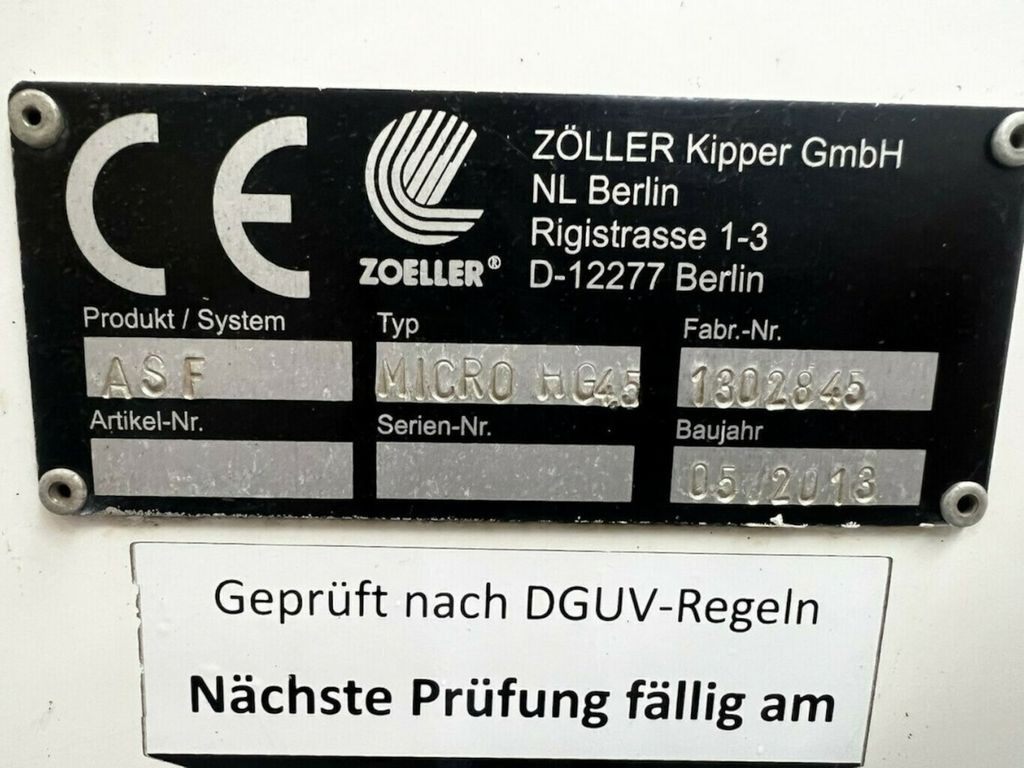 CE
ZOELLER®
ZÖLLER Kipper GmbH
NL Berlin
Rigistrasse 1-3
D-12277 Berlin
Produkt / System Typ Fabr.-Nr.
ASF MICRO HG45 1302845
Artikel-Nr. Serien-Nr. Baujahr
05/2013
Geprüft nach DGUV-Regeln
Nächste Prüfung fällig am